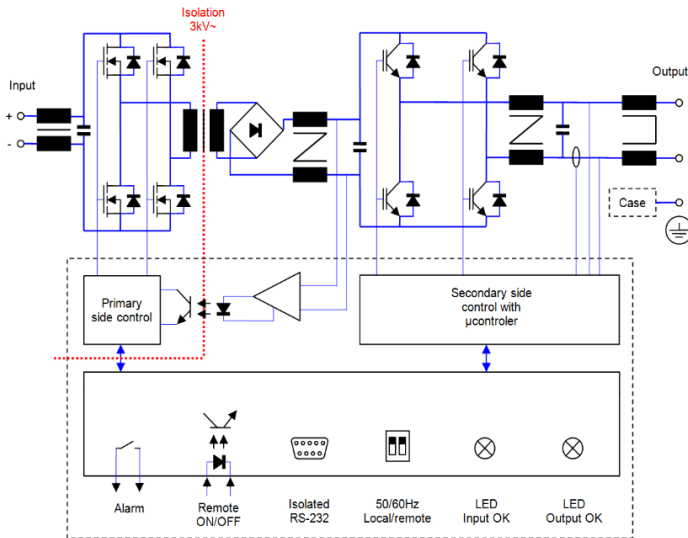 Isolation
3kV~
Input
Output
+
-
Case
Primary
side control
Secondary side
control with
µcontroler
Alarm
Remote
ON/OFF
Isolated
RS-232
50/60Hz
Local/remote
LED
Input OK
LED
Output OK